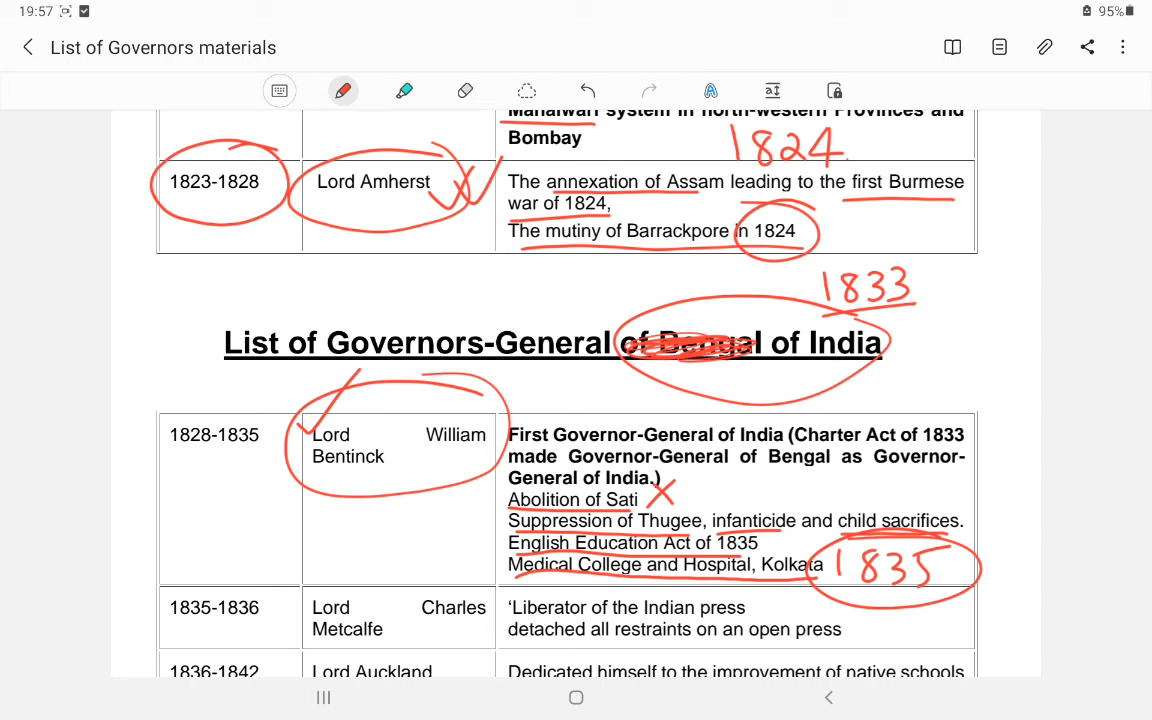 19:57
95%
List of Governors materials
Mahalwari system in north-western Provinces and
Bombay
1824
1823-1828
Lord Amherst
The annexation of Assam leading to the first Burmese
war of 1824,
The mutiny of Barrackpore in 1824
1833
List of Governors-General of Bengal of India
1828-1835
Lord William
Bentinck
First Governor-General of India (Charter Act of 1833
made Governor-General of Bengal as Governor-
General of India.)
Abolition of Sati
Suppression of Thugee, infanticide and child sacrifices.
English Education Act of 1835
Medical College and Hospital, Kolkata
1835
1835-1836
Lord Charles
Metcalfe
‘Liberator of the Indian press
detached all restraints on an open press
1836-1842
Lord Auckland
Dedicated himself to the improvement of native schools